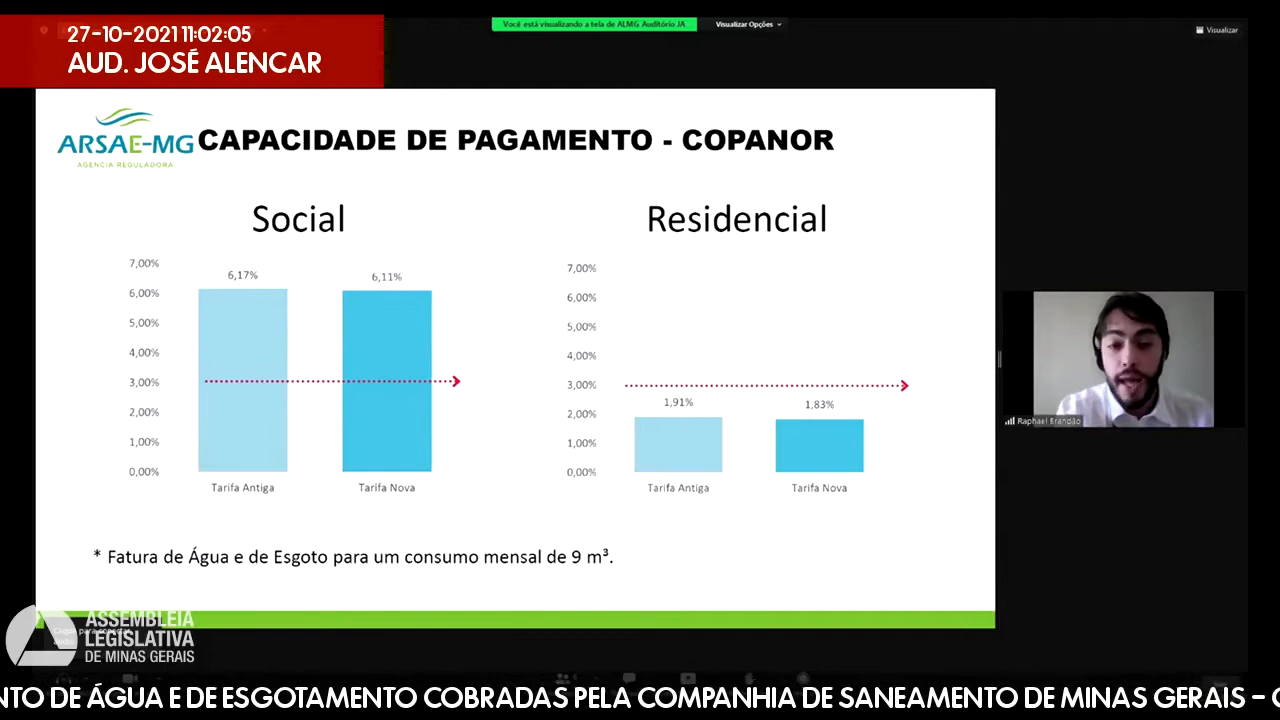 Você está visualizando a tela de ALMG Auditório JA
Visualizar Opções
Visualizar
27-10-2021 11:02:05
AUD. JOSÉ ALENCAR
ARSAE-MG
AGENCIA REGULADORA
CAPACIDADE DE PAGAMENTO - COPANOR
Social
7,00%
6,00%
5,00%
4,00%
3,00%
2,00%
1,00%
0,00%
6,17%
6,11%
Tarifa Antiga
Tarifa Nova
Residencial
7,00%
6,00%
5,00%
4,00%
3,00%
2,00%
1,00%
0,00%
1,91%
1,83%
Tarifa Antiga
Tarifa Nova
* Fatura de Água e de Esgoto para um consumo mensal de 9 m³.
Raphael Brandão
ASSEMBLEIA
LEGISLATIVA
DE MINAS GERAIS
NTO DE ÁGUA E DE ESGOTAMENTO COBRADAS PELA COMPANHIA DE SANEAMENTO DE MINAS GERAIS –